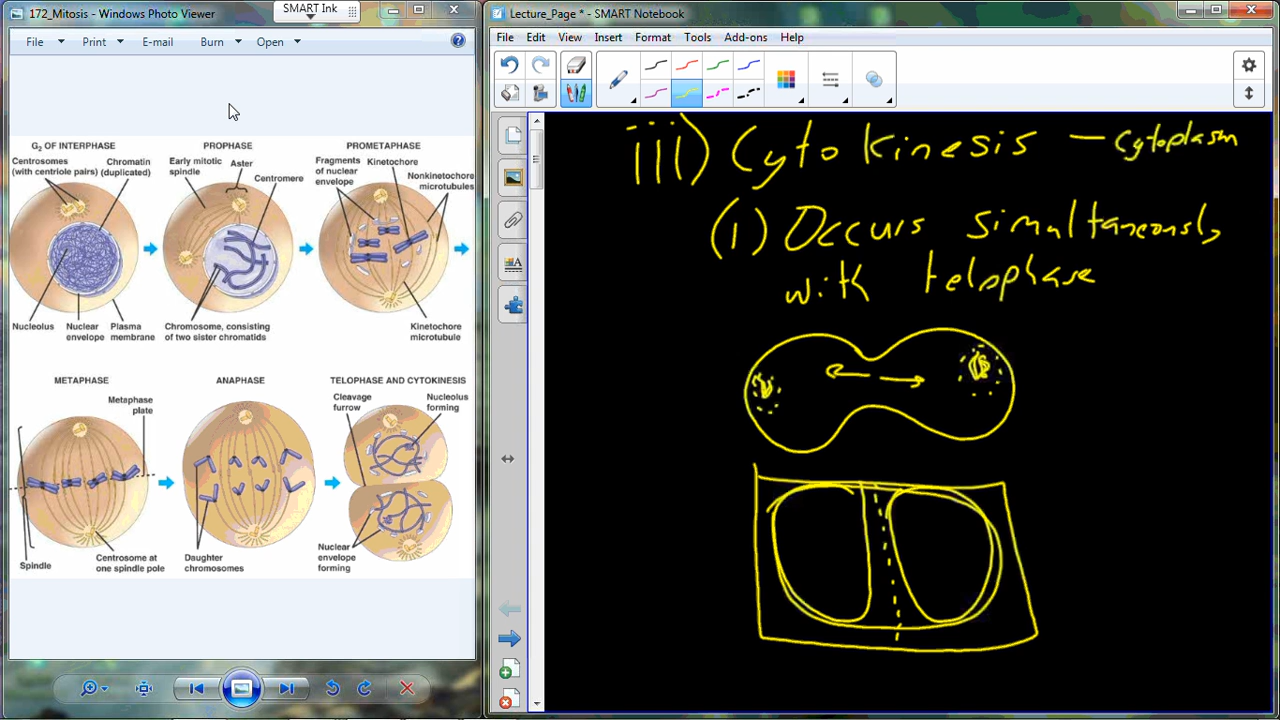 172_Mitosis - Windows Photo Viewer
SMART Ink
File Print E-mail Burn Open
G2 OF INTERPHASE
Centrosomes
(with centriole pairs)
Chromatin
(duplicated)
Nucleolus
Nuclear
envelope
Plasma
membrane
PROPHASE
Early mitotic
spindle
Aster
Centromere
Chromosome, consisting
of two sister chromatids
PROMETAPHASE
Fragments
of nuclear
envelope
Kinetochore
Nonkinetochore
microtubules
Kinetochore
microtubule
METAPHASE
Metaphase
plate
Spindle
Centrosome at
one spindle pole
ANAPHASE
Daughter
chromosomes
TELOPHASE AND CYTOKINESIS
Cleavage
furrow
Nucleolus
forming
Nuclear
envelope
forming
Lecture_Page * - SMART Notebook
File Edit View Insert Format Tools Add-ons Help
iii) Cytokinesis — cytoplasm
(1) Occurs simultaneously
with telophase